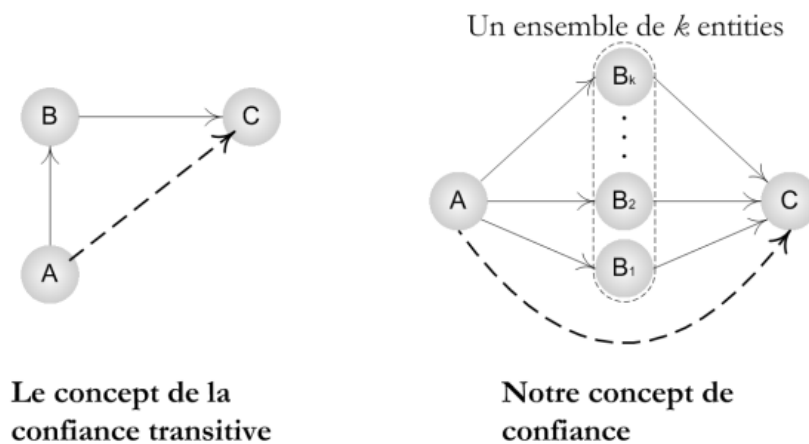 Un ensemble de k entities
B
C
A
Bk
A
B2
C
B1
Le concept de la
confiance transitive
Notre concept de
confiance